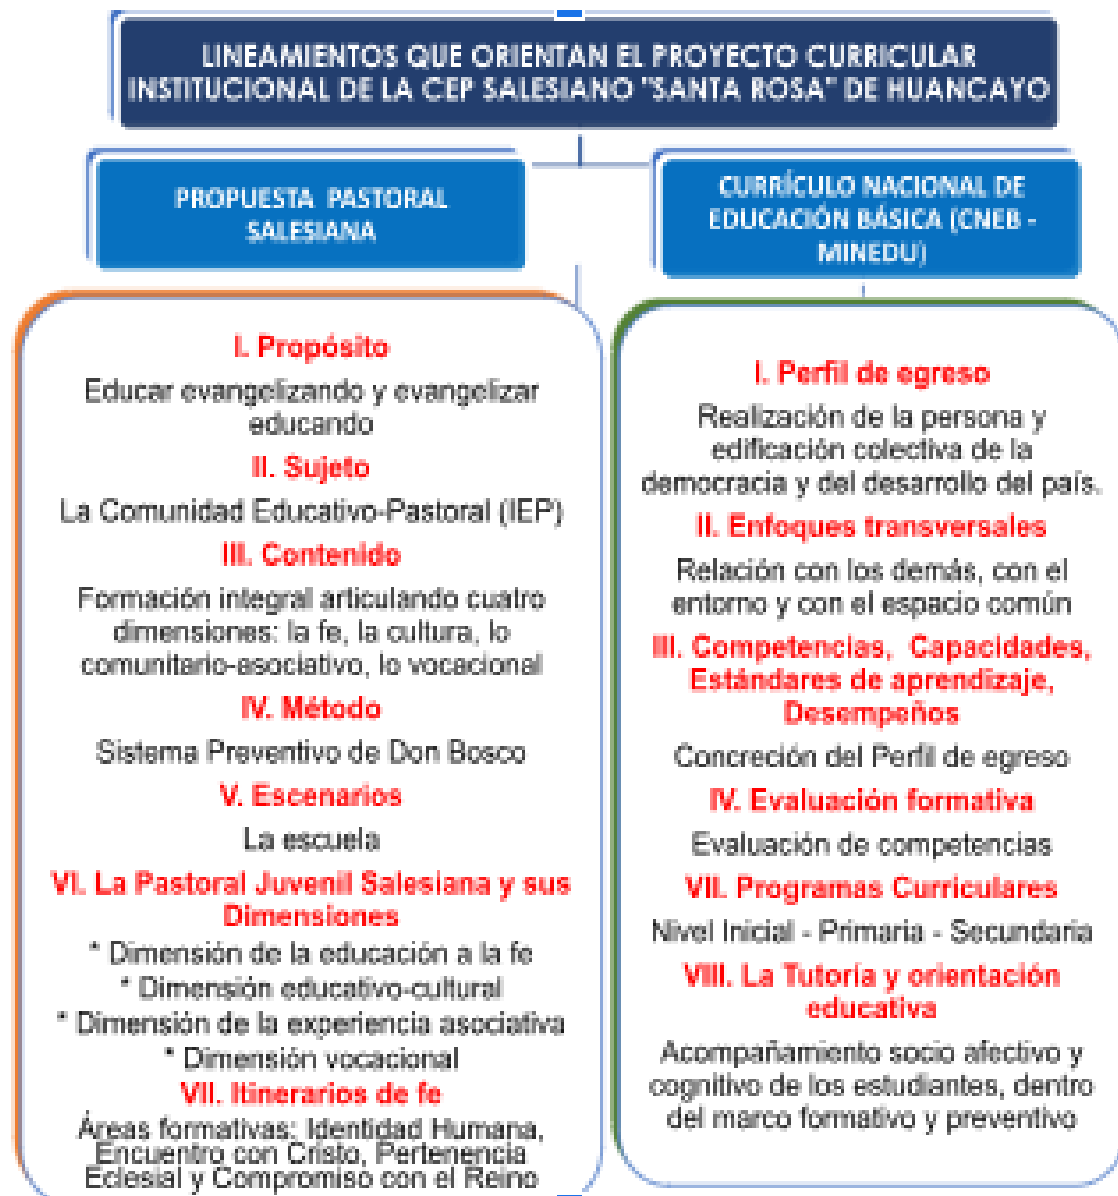 LINEAMIENTOS QUE ORIENTAN EL PROYECTO CURRICULAR
INSTITUCIONAL DE LA CEP SALESIANO "SANTA ROSA" DE HUANCAYO
PROPUESTA PASTORAL
SALESIANA
I. Propósito
Educar evangelizando y evangelizar
educando
II. Sujeto
La Comunidad Educativo-Pastoral (IEP)
III. Contenido
Formación integral articulando cuatro
dimensiones: la fe, la cultura, lo
comunitario-asociativo, lo vocacional
IV. Método
Sistema Preventivo de Don Bosco
V. Escenarios
La escuela
VI. La Pastoral Juvenil Salesiana y sus
Dimensiones
* Dimensión de la educación a la fe
* Dimensión educativo-cultural
* Dimensión de la experiencia asociativa
* Dimensión vocacional
VII. Itinerarios de fe
Áreas formativas: Identidad Humana,
Encuentro con Cristo, Pertenencia
Eclesial y Compromiso con el Reino
CURRÍCULO NACIONAL DE
EDUCACIÓN BÁSICA (CNEB -
MINEDU)
I. Perfil de egreso
Realización de la persona y
edificación colectiva de la
democracia y del desarrollo del país.
II. Enfoques transversales
Relación con los demás, con el
entorno y con el espacio común
III. Competencias, Capacidades,
Estándares de aprendizaje,
Desempeños
Concreción del Perfil de egreso
IV. Evaluación formativa
Evaluación de competencias
VII. Programas Curriculares
Nivel Inicial - Primaria - Secundaria
VIII. La Tutoría y orientación
educativa
Acompañamiento socio afectivo y
cognitivo de los estudiantes, dentro
del marco formativo y preventivo